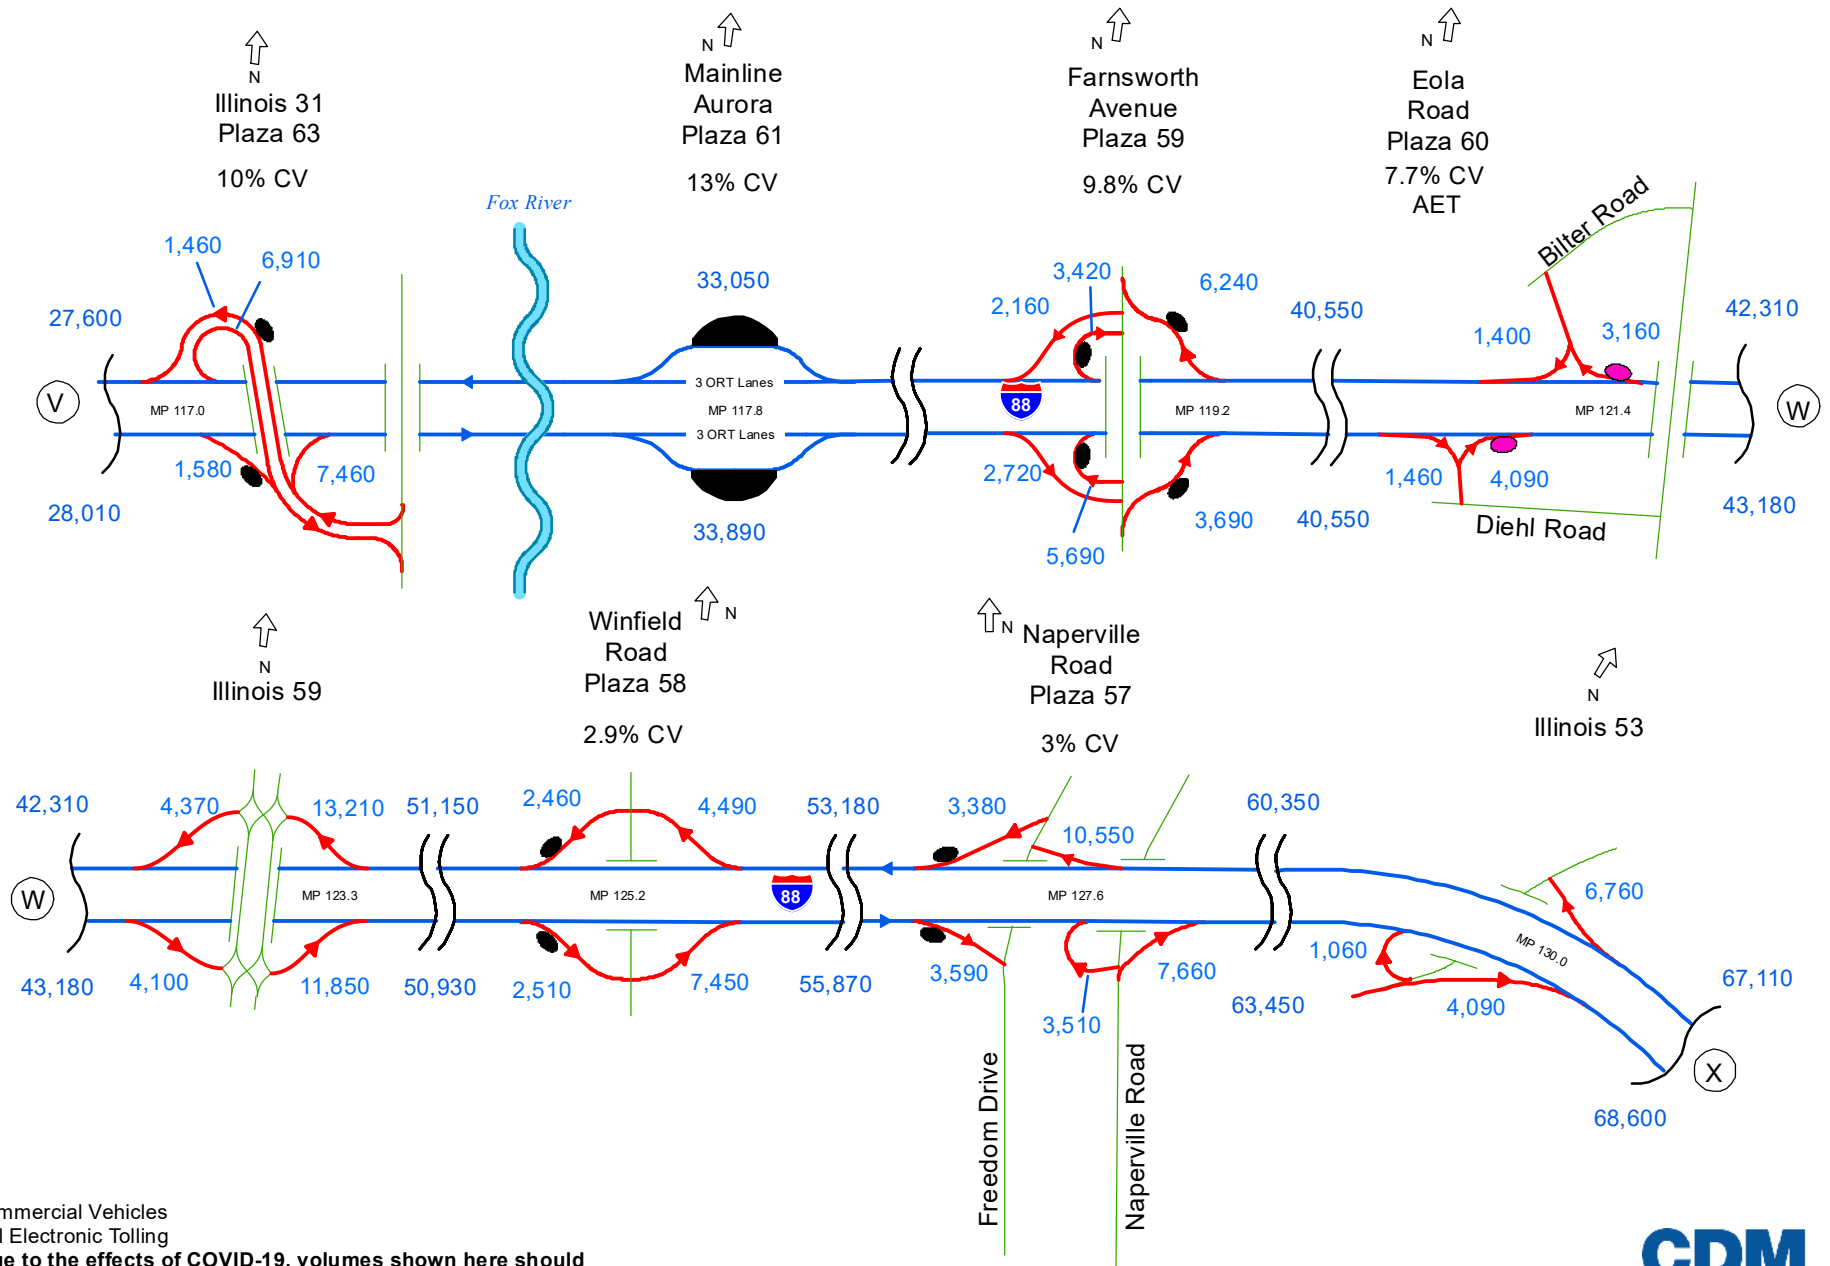 N
Illinois 31
Plaza 63
10% CV
N
Mainline
Aurora
Plaza 61
13% CV
N
Farnsworth
Avenue
Plaza 59
9.8% CV
N
Eola
Road
Plaza 60
7.7% CV
AET
Fox River
Bilter Road
1,460
6,910
27,600
33,050
2,160
3,420
6,240
40,550
1,400
3,160
42,310
V
MP 117.0
3 ORT Lanes
MP 117.8
3 ORT Lanes
88
MP 119.2
MP 121.4
W
1,580
7,460
28,010
33,890
2,720
5,690
3,690
40,550
1,460
4,090
43,180
Diehl Road
N
Illinois 59
Winfield
Road
Plaza 58
2.9% CV
N
N
Naperville
Road
Plaza 57
3% CV
N
Illinois 53
42,310
4,370
13,210
51,150
2,460
4,490
53,180
3,380
10,550
60,350
6,760
W
MP 123.3
MP 125.2
88
MP 127.6
MP 130.0
43,180
4,100
11,850
50,930
2,510
7,450
55,870
3,590
3,510
7,660
63,450
1,060
4,090
67,110
X
68,600
Freedom Drive
Naperville Road
mmercial Vehicles
Electronic Tolling
to the effects of COVID-19, volumes shown here should
CDM